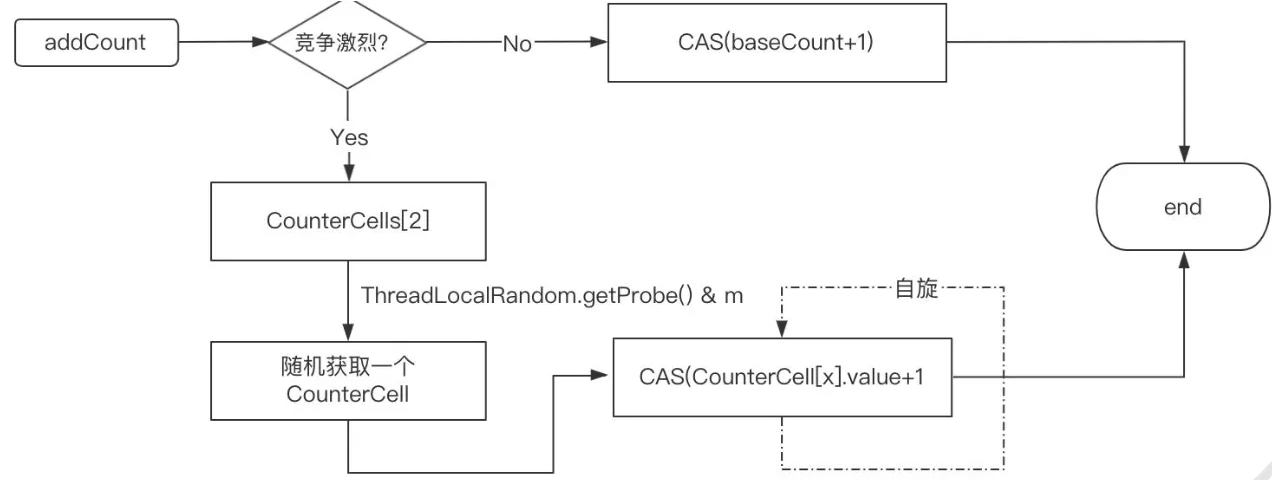 addCount
竞争激烈?
No
CAS(baseCount+1)
Yes
CounterCells[2]
end
ThreadLocalRandom.getProbe() & m
自旋
随机获取一个
CounterCell
CAS(CounterCell[x].value+1